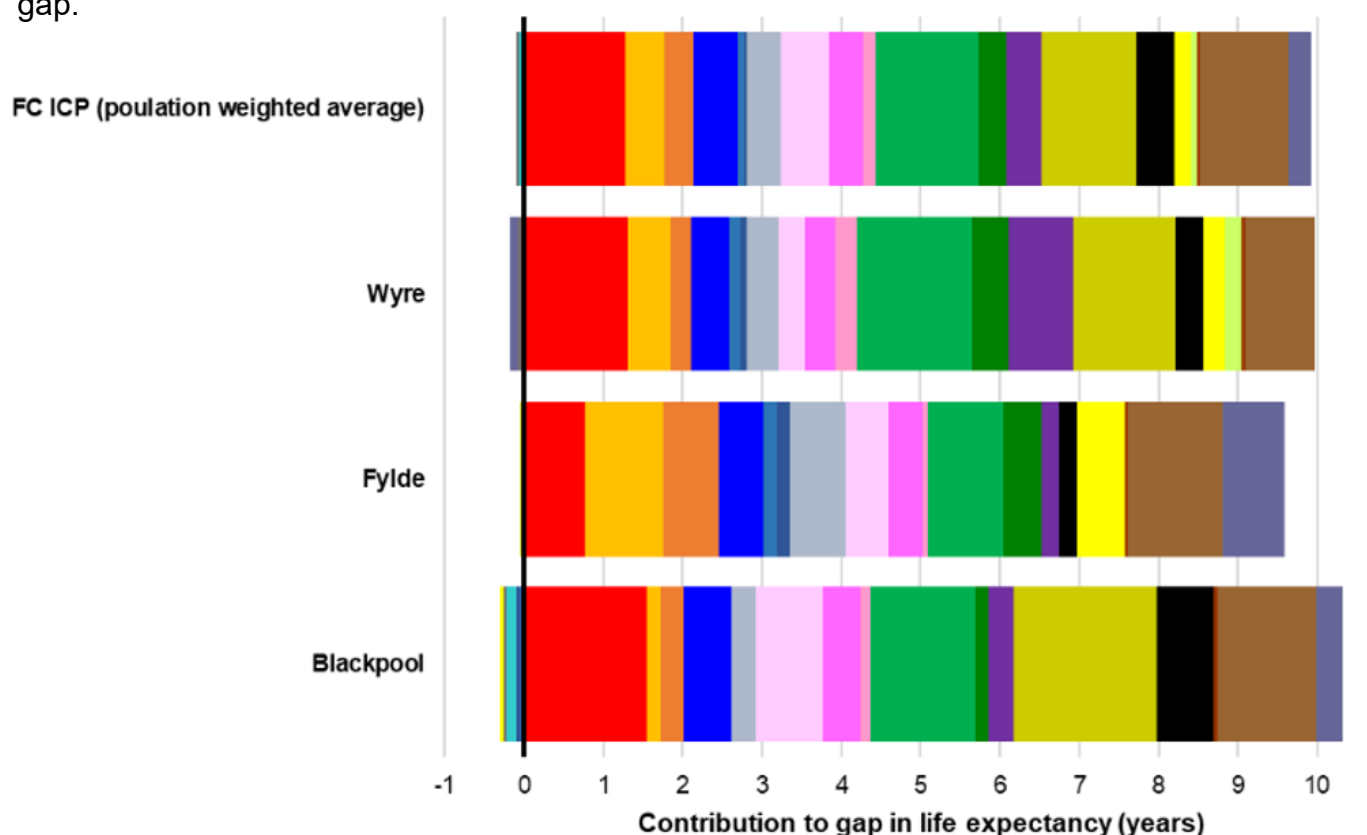 gap.
FC ICP (poulation weighted average)
Wyre
Fylde
Blackpool
-1 0 1 2 3 4 5 6 7 8 9 10
Contribution to gap in life expectancy (years)